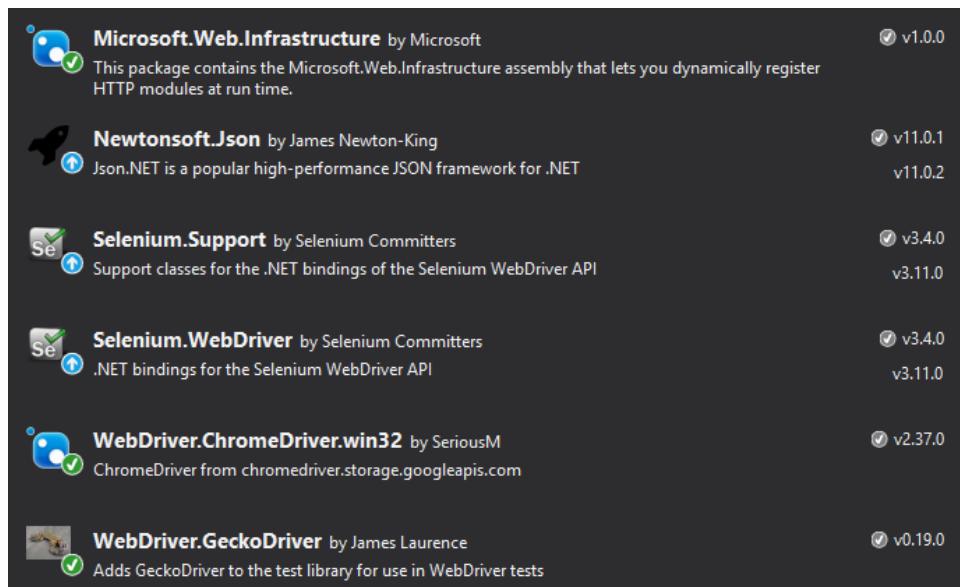 Microsoft.Web.Infrastructure by Microsoft v1.0.0
This package contains the Microsoft.Web.Infrastructure assembly that lets you dynamically register
HTTP modules at run time.
Newtonsoft.Json by James Newton-King v11.0.1
Json.NET is a popular high-performance JSON framework for .NET v11.0.2
Se
Selenium.Support by Selenium Committers v3.4.0
Support classes for the .NET bindings of the Selenium WebDriver API v3.11.0
Se
Selenium.WebDriver by Selenium Committers v3.4.0
.NET bindings for the Selenium WebDriver API v3.11.0
WebDriver.ChromeDriver.win32 by SeriousM v2.37.0
ChromeDriver from chromedriver.storage.googleapis.com
WebDriver.GeckoDriver by James Laurence v0.19.0
Adds GeckoDriver to the test library for use in WebDriver tests